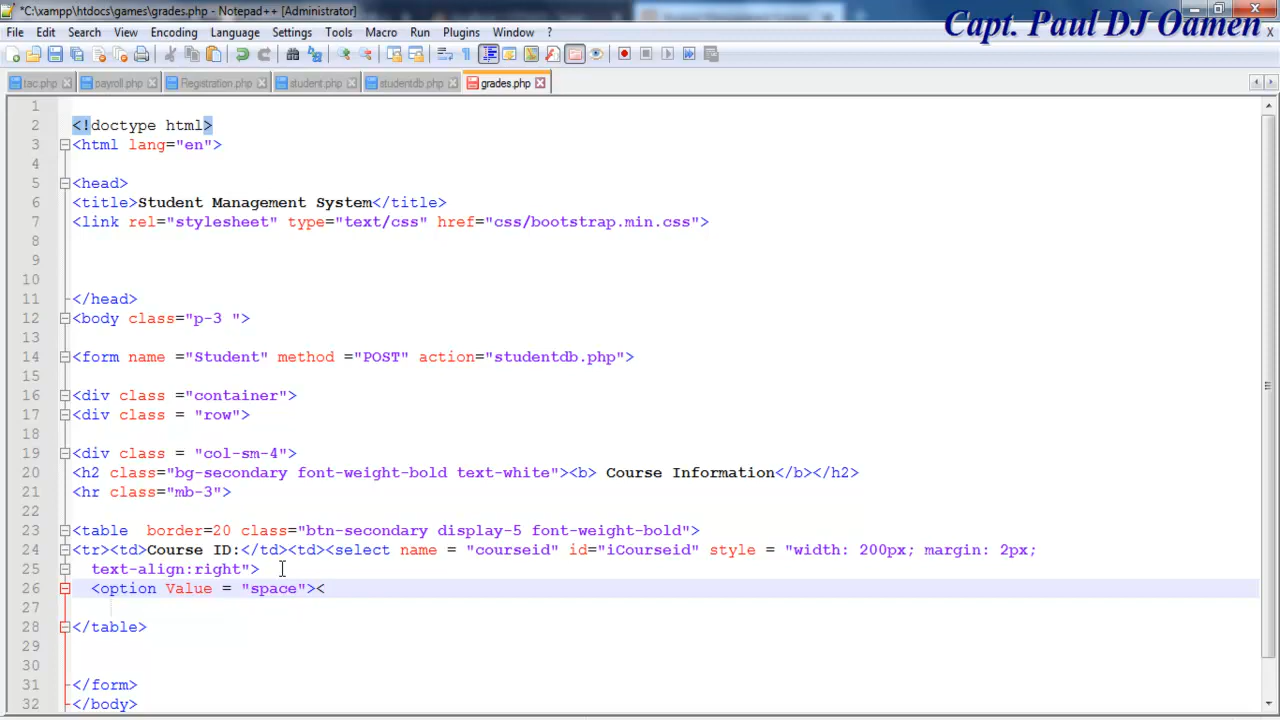 *C:\xampp\htdocs\games\grades.php - Notepad++ [Administrator]
Capt. Paul DJ Oamen
File Edit Search View Encoding Language Settings Tools Macro Run Plugins Window ? X
tac.php payroll.php Registration.php student.php studentdb.php grades.php
1
2 <!doctype html>
3 <html lang="en">
4
5 <head>
6 <title>Student Management System</title>
7 <link rel="stylesheet" type="text/css" href="css/bootstrap.min.css">
8
9
10
11 </head>
12 <body class="p-3 ">
13
14 <form name ="Student" method ="POST" action="studentdb.php">
15
16 <div class ="container">
17 <div class = "row">
18
19 <div class = "col-sm-4">
20 <h2 class="bg-secondary font-weight-bold text-white"><b> Course Information</b></h2>
21 <hr class="mb-3">
22
23 <table  border=20 class="btn-secondary display-5 font-weight-bold">
24 <tr><td>Course ID:</td><td><select name = "courseid" id="iCourseid" style = "width: 200px; margin: 2px;
25 text-align:right">
26 <option Value = "space"><
27
28 </table>
29
30
31 </form>
32 </body>